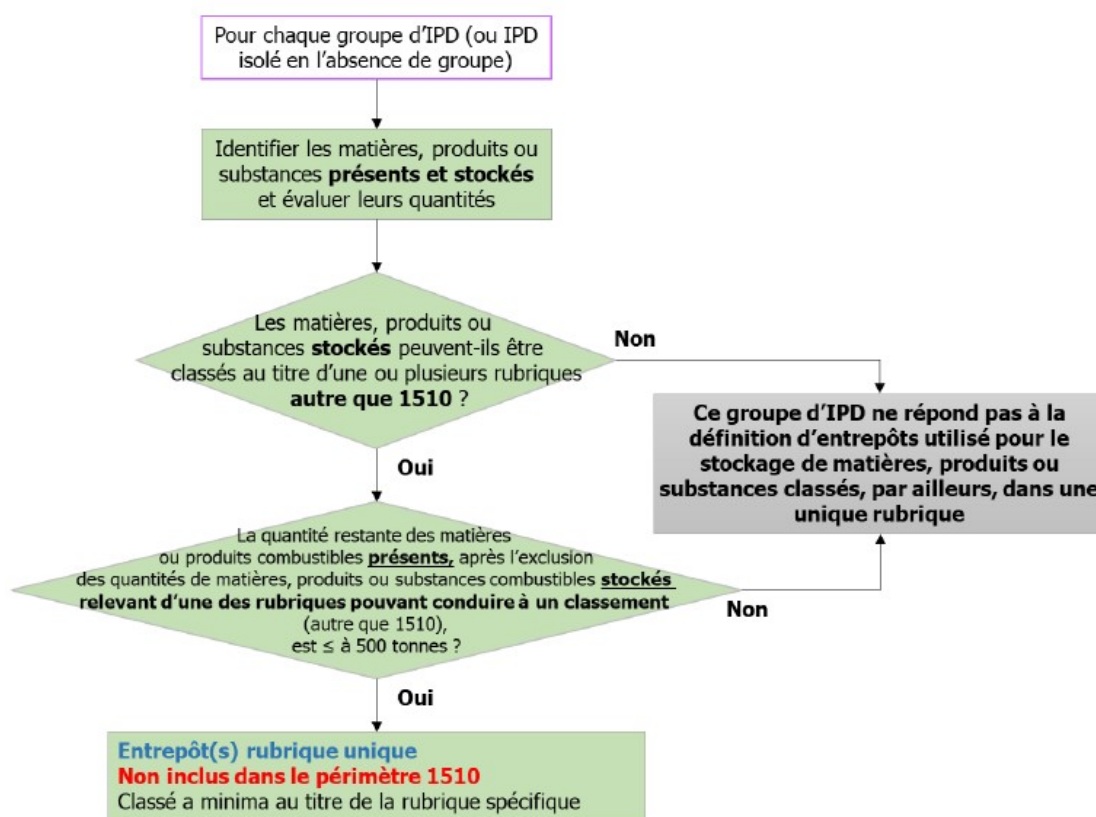 Pour chaque groupe d'IPD (ou IPD
isolé en l'absence de groupe)
Identifier les matières, produits ou
substances présents et stockés
et évaluer leurs quantités
Les matières, produits ou
substances stockés peuvent-ils être
classés au titre d'une ou plusieurs rubriques
autre que 1510 ?
Non
Ce groupe d'IPD ne répond pas à la
définition d'entrepôts utilisé pour le
stockage de matières, produits ou
substances classés, par ailleurs, dans une
unique rubrique
Oui
La quantité restante des matières
ou produits combustibles présents, après l'exclusion
des quantités de matières, produits ou substances combustibles stockés
relevant d'une des rubriques pouvant conduire à un classement
(autre que 1510),
est ≤ à 500 tonnes ?
Non
Oui
Entrepôt(s) rubrique unique
Non inclus dans le périmètre 1510
Classé a minima au titre de la rubrique spécifique